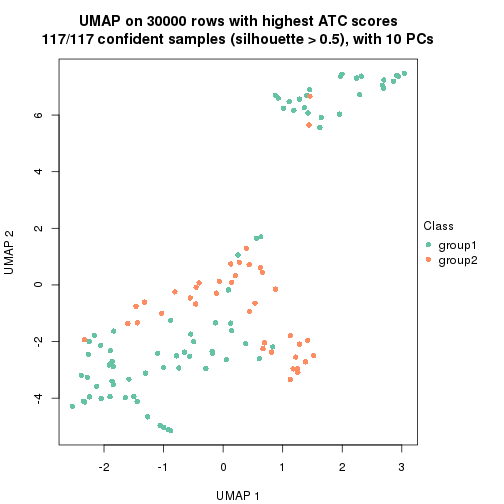 UMAP on 30000 rows with highest ATC scores
117/117 confident samples (silhouette > 0.5), with 10 PCs
6
4
2
0
-2
-4
UMAP 2
-2
-1
0
1
2
3
UMAP 1
Class
group1
group2